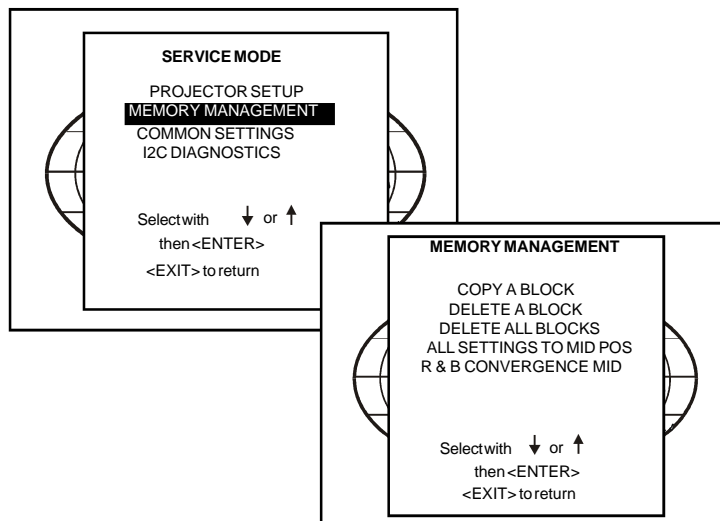 SERVICE MODE
PROJECTOR SETUP
MEMORY MANAGEMENT
COMMON SETTINGS
I2C DIAGNOSTICS
Select with ↓ or ↑
then <ENTER>
<EXIT> to return
MEMORY MANAGEMENT
COPY A BLOCK
DELETE A BLOCK
DELETE ALL BLOCKS
ALL SETTINGS TO MID POS
R & B CONVERGENCE MID
Select with ↓ or ↑
then <ENTER>
<EXIT> to return